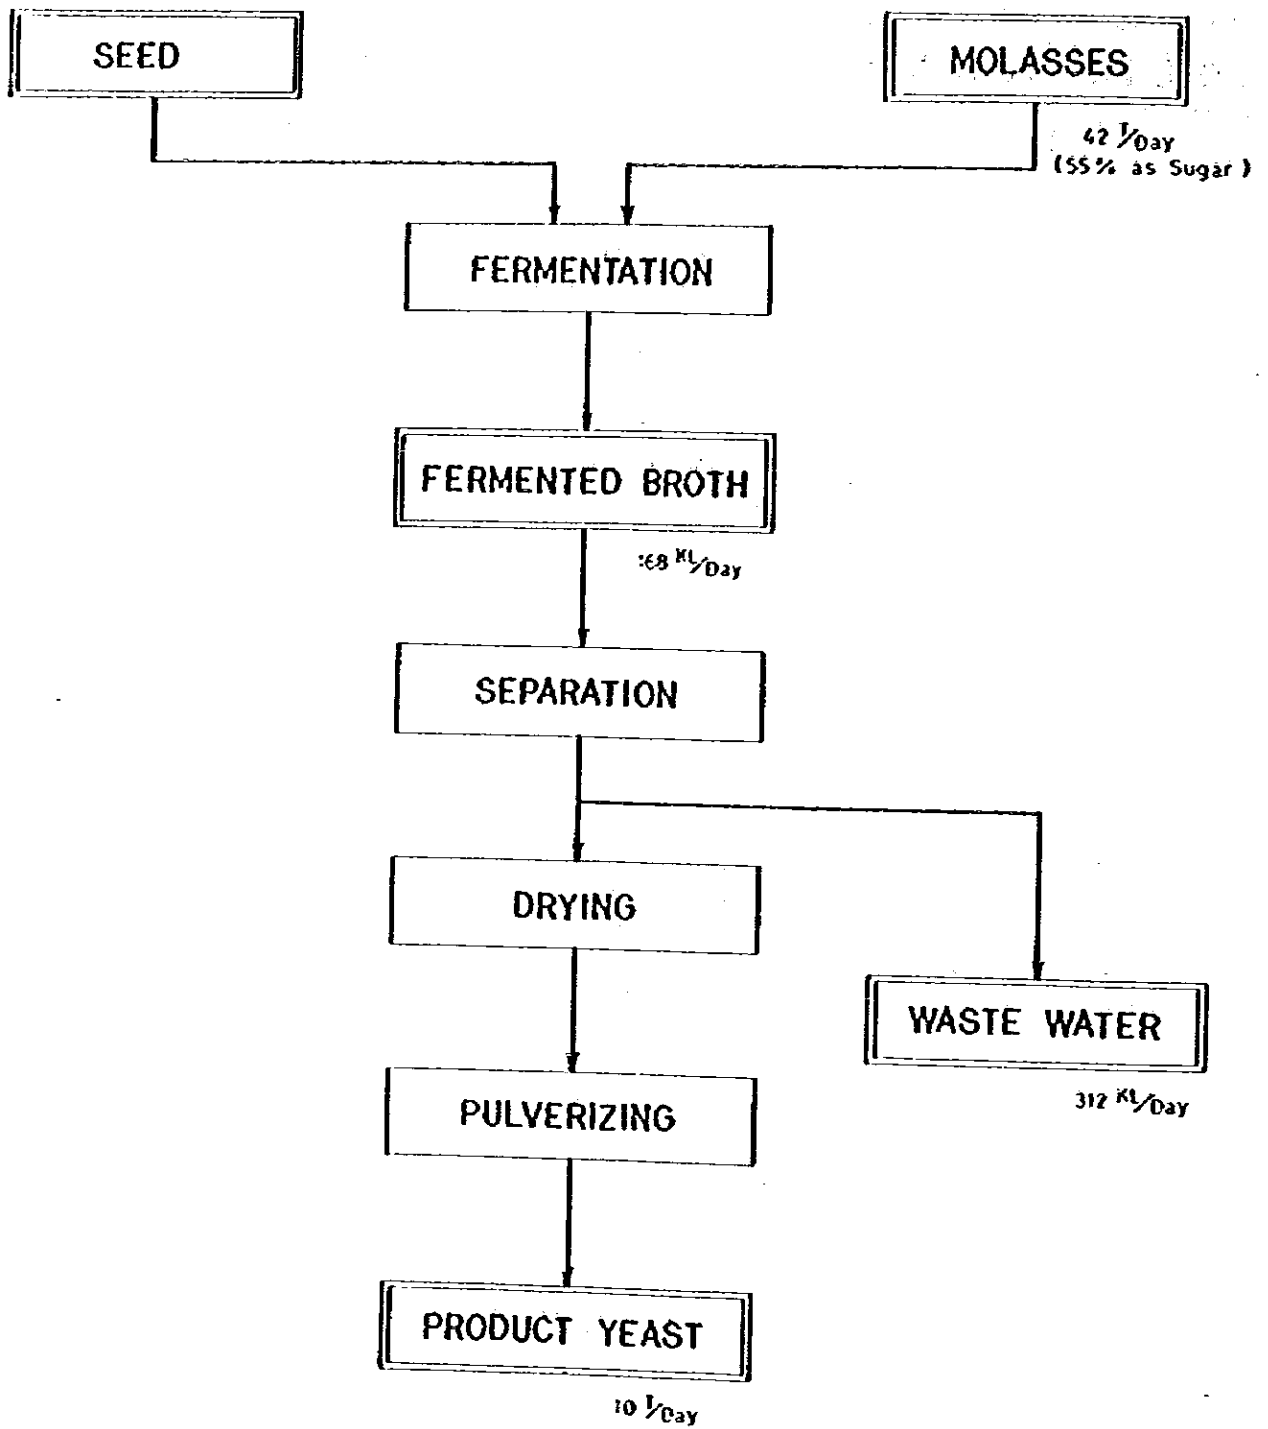 SEED
MOLASSES
42 T/Day
(55% as Sugar)
FERMENTATION
FERMENTED BROTH
KL/Day
SEPARATION
DRYING
WASTE WATER
312 KL/Day
PULVERIZING
PRODUCT YEAST
10 T/Day